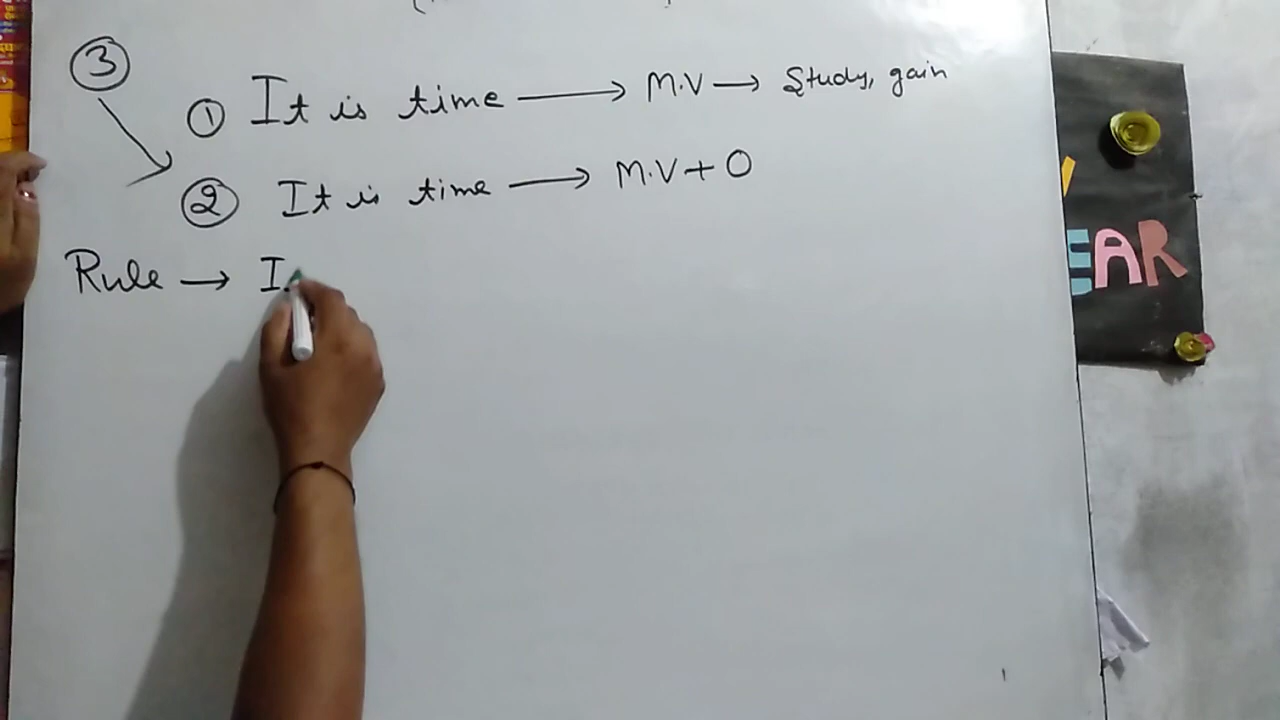 ③
① It is time → M.V → Study, gain
② It is time → M.V + O
Rule → I
EAR